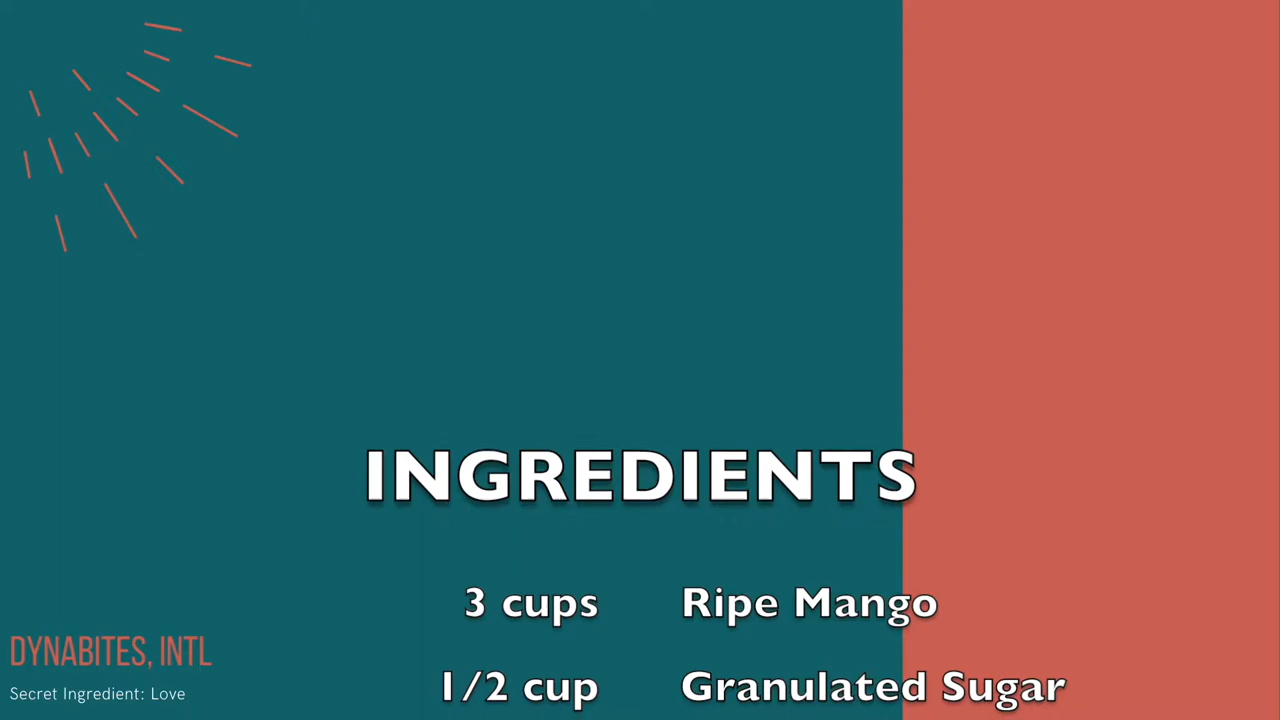 INGREDIENTS
3 cups Ripe Mango
1/2 cup Granulated Sugar
DYNABITES, INTL
Secret Ingredient: Love